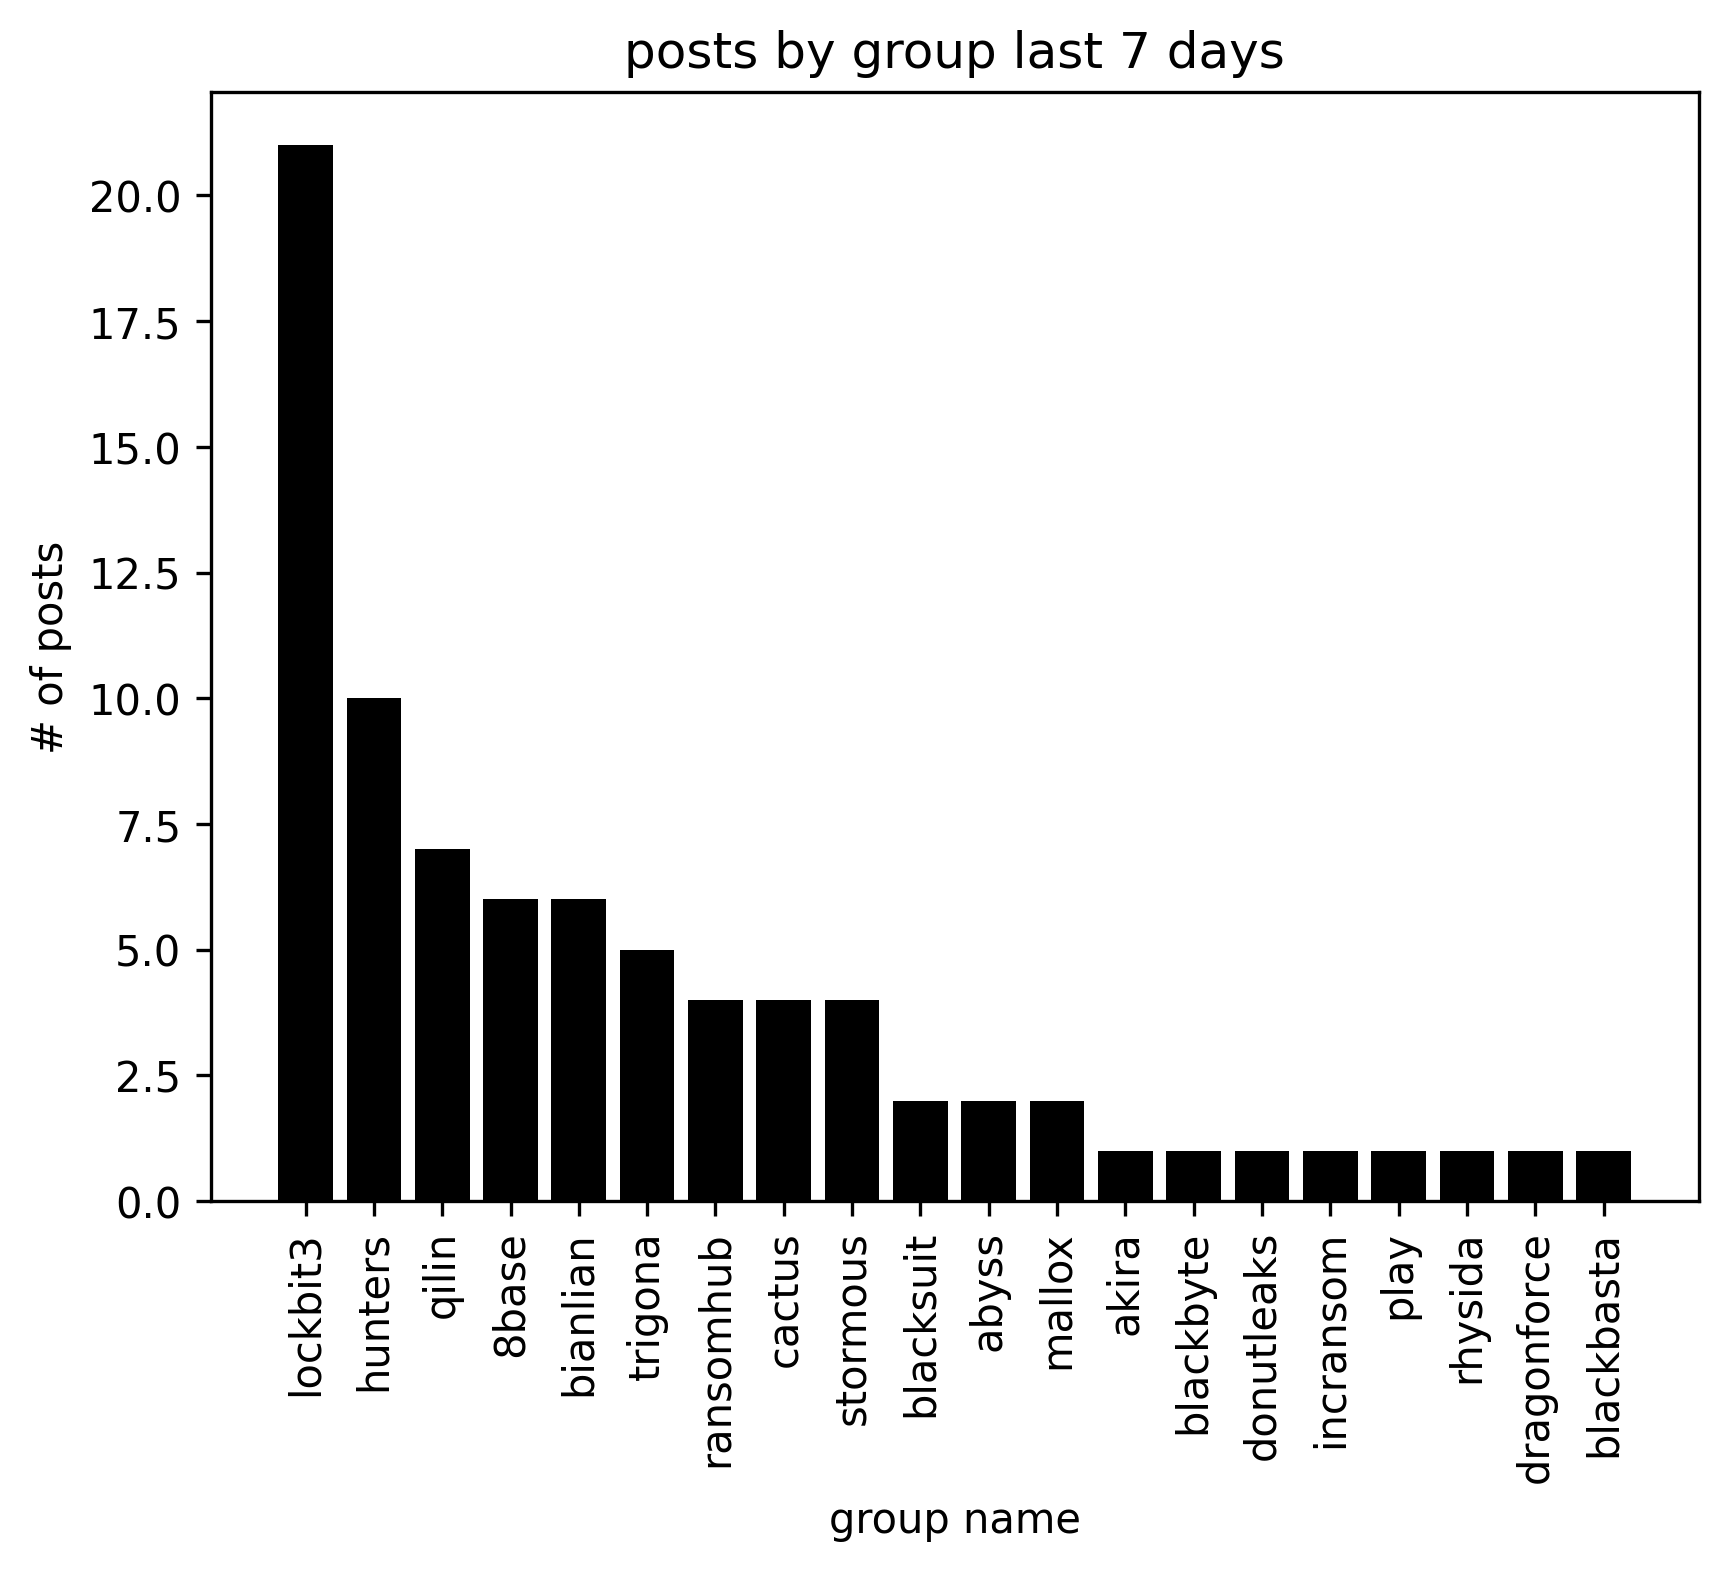 posts by group last 7 days
# of posts
20.0
17.5
15.0
12.5
10.0
7.5
5.0
2.5
0.0
lockbit3
hunters
qilin
8base
bianlian
trigona
ransomhub
cactus
stormous
blacksuit
abyss
mallox
akira
blackbyte
donutleaks
incransom
play
rhysida
dragonforce
blackbasta
group name